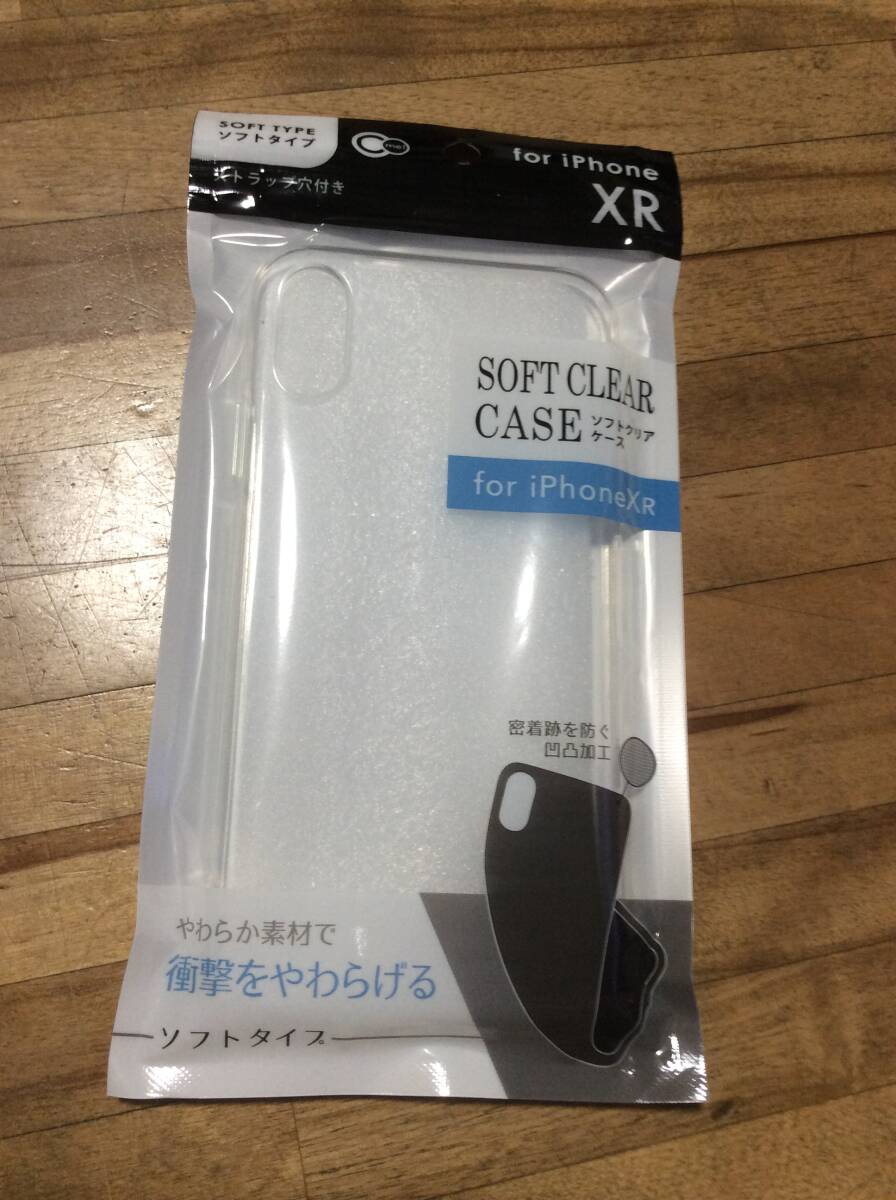 SOFT TYPE
ソフトタイプ
ストラップ穴付き
Cme!
for iPhone
XR
SOFT CLEAR
CASE ソフトクリア
ケース
for iPhoneXR
密着跡を防ぐ
凹凸加工
やわらか素材で
衝撃をやわらげる
ソフトタイプ